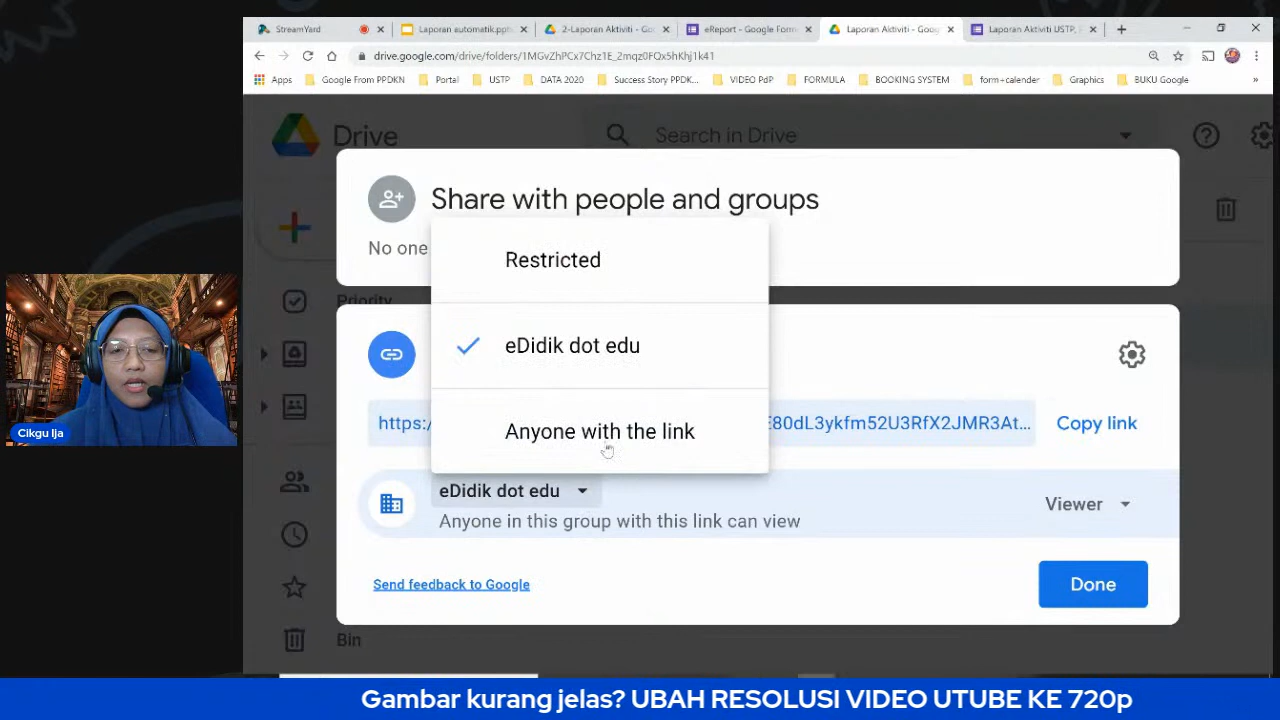 StreamYard
Laporan automatik.ppt
2-Laporan Aktiviti - Goo
eReport - Google Form
Laporan Aktiviti - Goo
Laporan Aktiviti USTP,
drive.google.com/drive/folders/1MGvZhPCx7Chz1E_2mqz0FQx5hKhj1k41
Apps
Google From PPDKN
Portal
USTP
DATA 2020
Success Story PPDK...
VIDEO PdP
FORMULA
BOOKING SYSTEM
form+calender
Graphics
BUKU Google
»
Drive
Search in Drive
Share with people and groups
No one
Restricted
Priority
eDidik dot edu
https:/
E80dL3ykfm52U3RfX2JMR3At...
Copy link
Anyone with the link
Cikgu Ija
eDidik dot edu
Anyone in this group with this link can view
Viewer
Send feedback to Google
Done
Bin
Gambar kurang jelas? UBAH RESOLUSI VIDEO UTUBE KE 720p